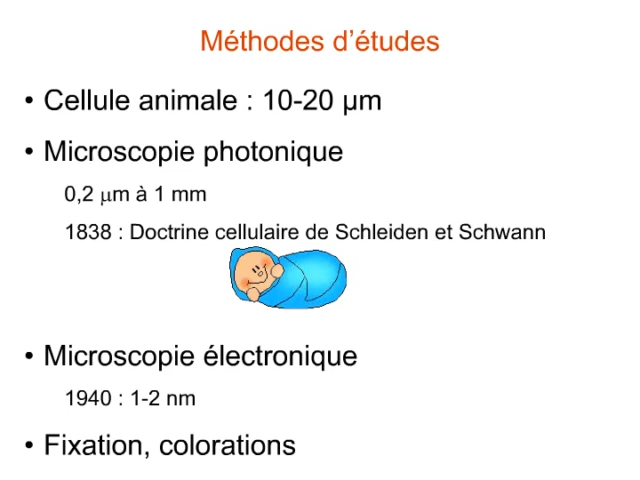 Méthodes d’études
• Cellule animale : 10-20 µm
• Microscopie photonique
0,2 μm à 1 mm
1838 : Doctrine cellulaire de Schleiden et Schwann
• Microscopie électronique
1940 : 1-2 nm
• Fixation, colorations